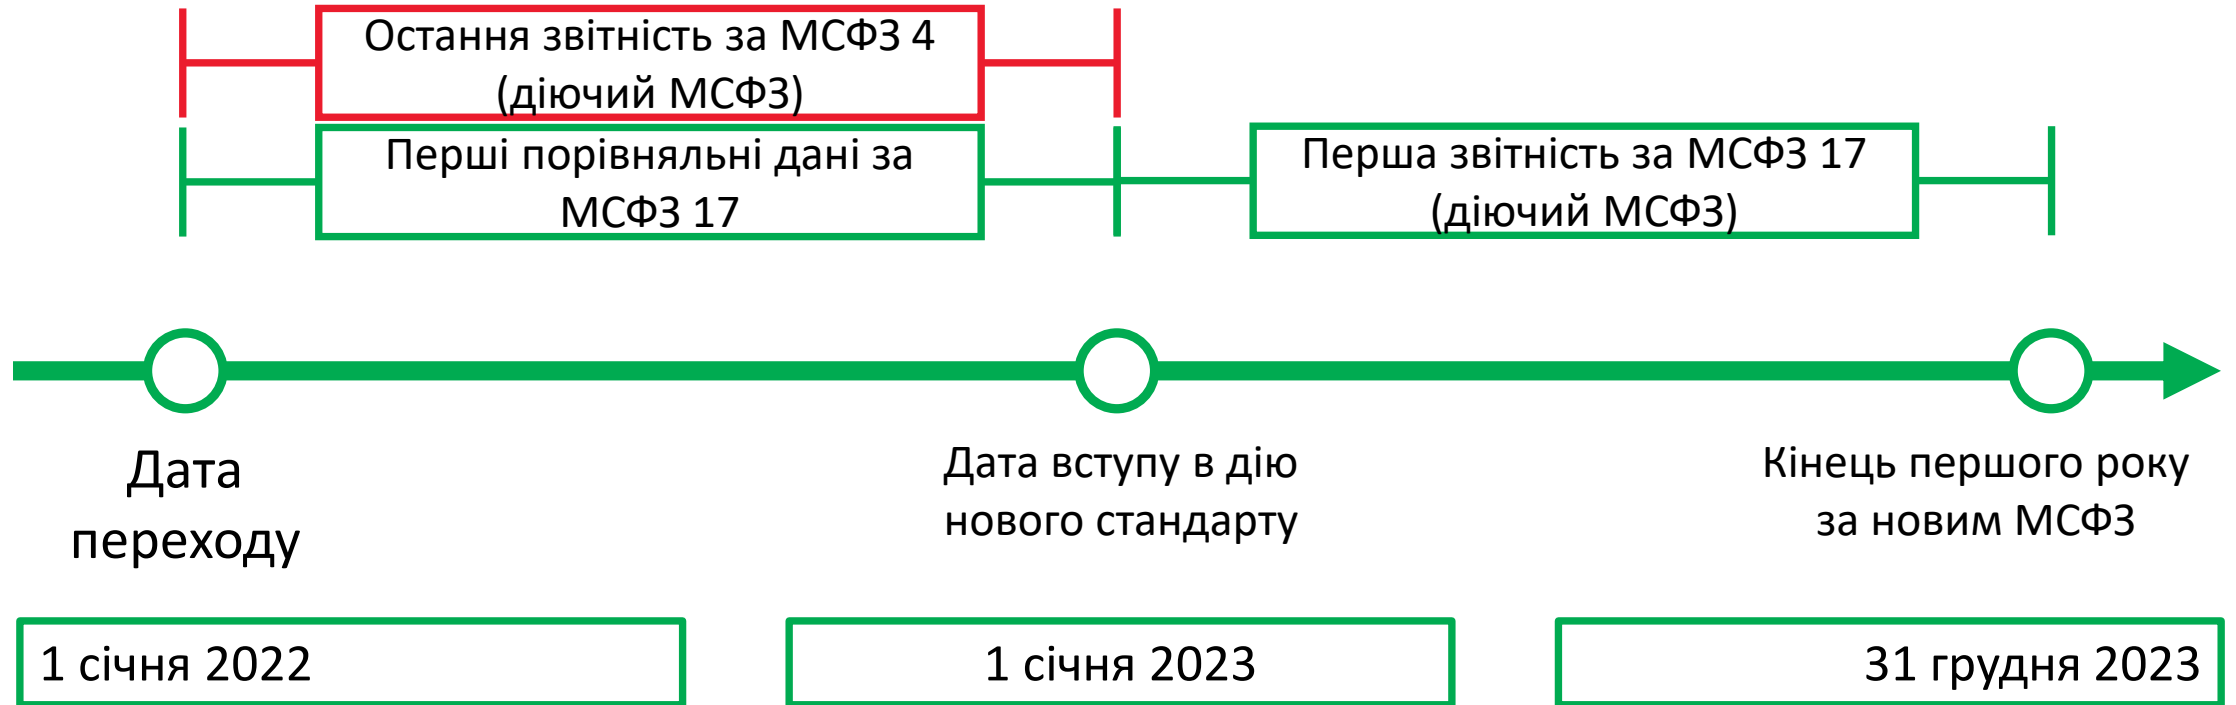 Остання звітність за МСФЗ 4
(діючий МСФЗ)
Перші порівняльні дані за
МСФЗ 17
Перша звітність за МСФЗ 17
(діючий МСФЗ)
Дата
переходу
Дата вступу в дію
нового стандарту
Кінець першого року
за новим МСФЗ
1 січня 2022
1 січня 2023
31 грудня 2023